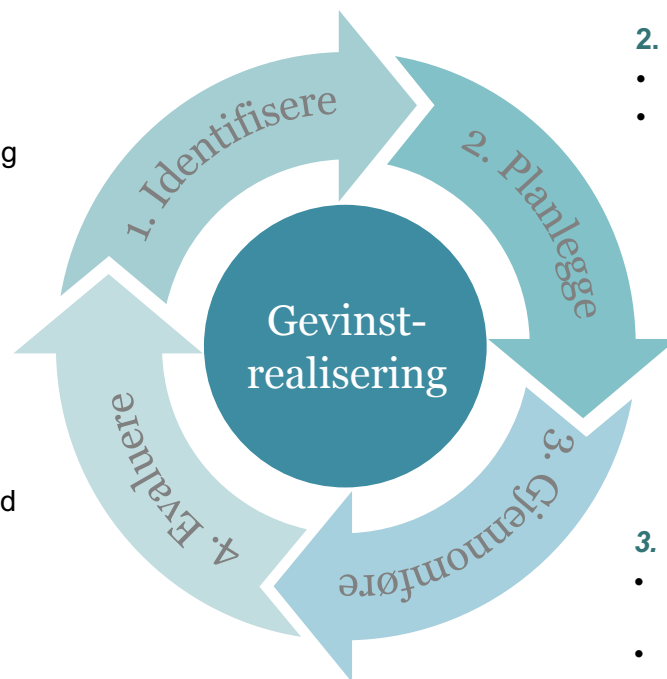 2.
•
•
g
1. Identifisere
2. Planlegge
Gevinst-
realisering
3. Gjennomføre
4. Evaluere
d
3.
•
•